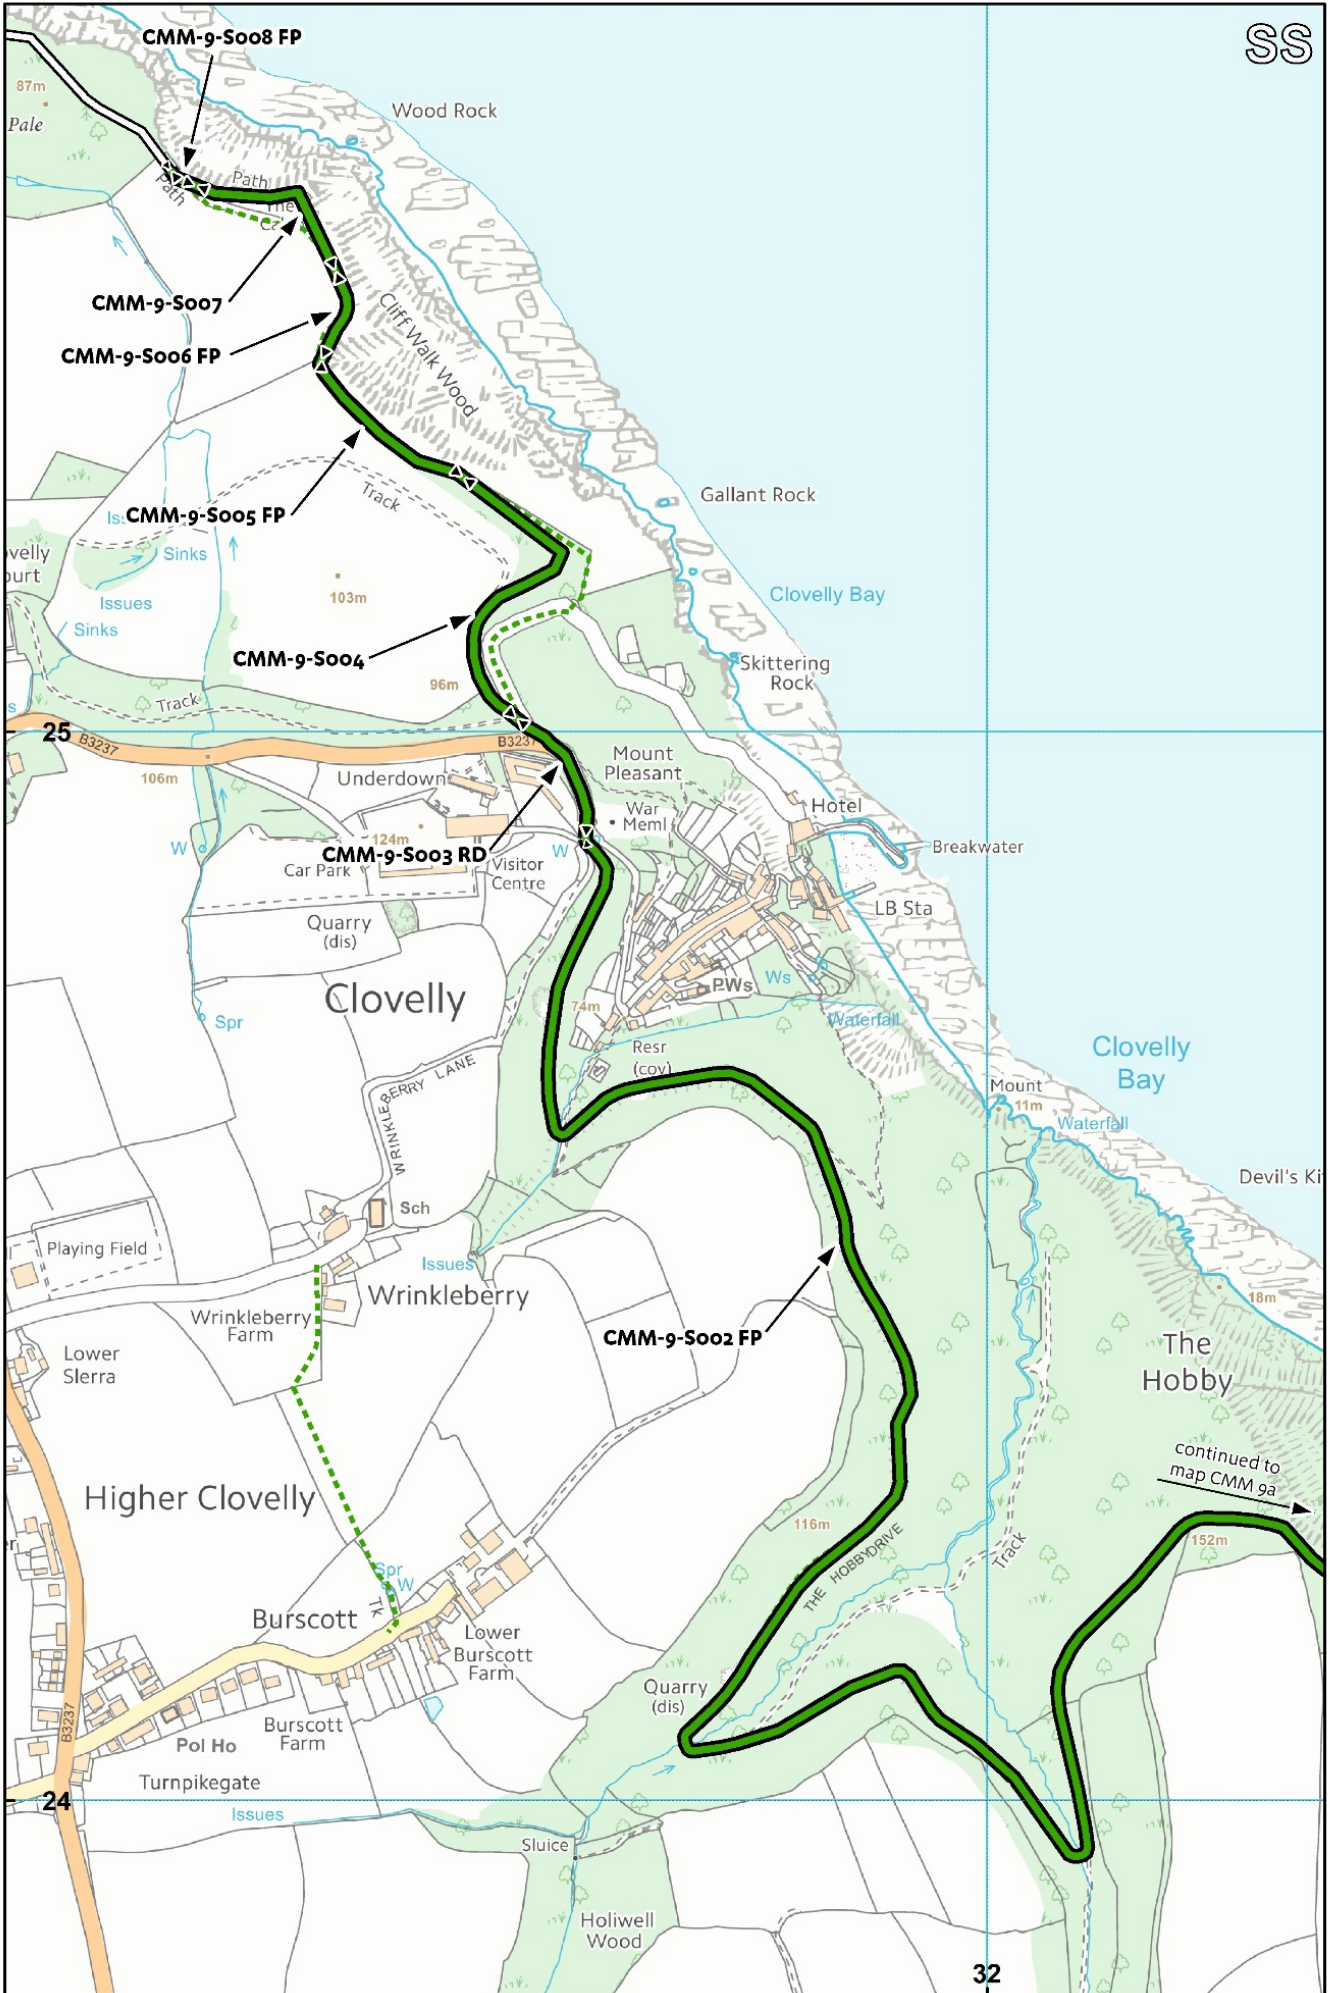 CMM-9-S008 FP
SS
87m
Pale
Wood Rock
Path
Path
The
CMM-9-S007
CMM-9-S006 FP
Cliff Walk Wood
Track
Gallant Rock
CMM-9-S005 FP
Sinks
103m
Issues
Sinks
Clovelly Bay
CMM-9-S004
Skittering
Rock
96m
Track
25
B3237
B3237
106m
Underdown
Mount
Pleasant
Hotel
War
Meml
124m
CMM-9-S003 RD
W
W
Breakwater
Car Park
Visitor
Centre
LB Sta
Quarry
(dis)
Clovelly
PWs
Ws
74m
Spr
Waterfall
Resr
(cov)
Clovelly
Bay
WRINKLEBERRY LANE
Mount
11m
Waterfall
Devil's Ki
Sch
Playing Field
Issues
Wrinkleberry
Wrinkleberry
Farm
18m
CMM-9-S002 FP
Lower
Slerra
The
Hobby
continued to
map CMM 9a
Higher Clovelly
116m
152m
THE HOBBY DRIVE
Track
Spr
W
Tk
Burscott
Lower
Burscott
Farm
Quarry
(dis)
B3237
Burscott
Farm
Pol Ho
Turnpikegate
24
Issues
Sluice
Holiwell
Wood
32